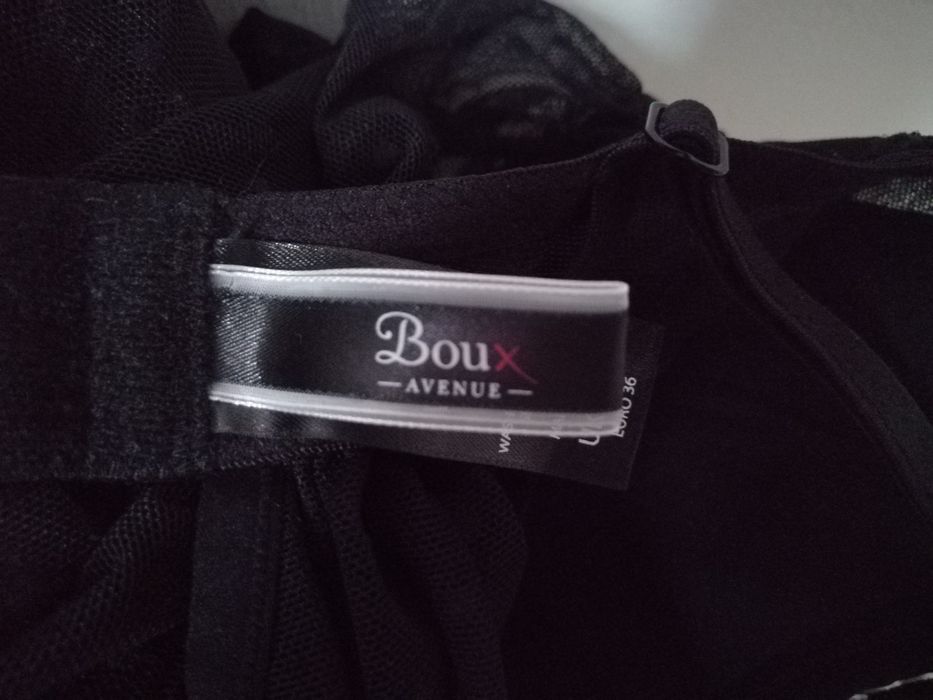 Boux
— AVENUE —
EURO 36